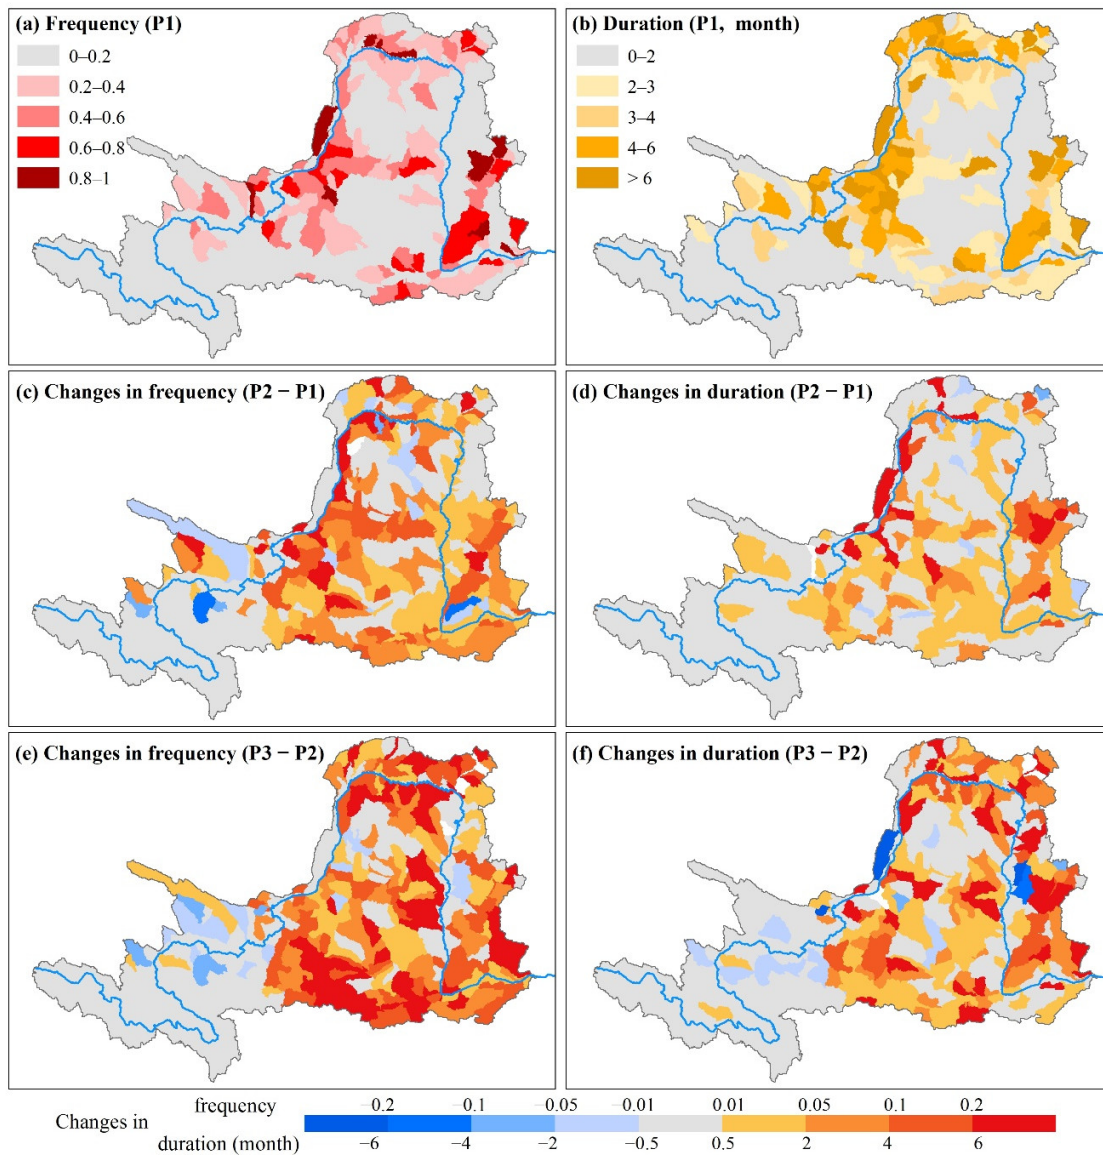 (a) Frequency (P1)
0–0.2
0.2–0.4
0.4–0.6
0.6–0.8
0.8–1
(b) Duration (P1, month)
0–2
2–3
3–4
4–6
> 6
(c) Changes in frequency (P2 − P1)
(d) Changes in duration (P2 − P1)
(e) Changes in frequency (P3 − P2)
(f) Changes in duration (P3 − P2)
Changes in
frequency
−0.2 −0.1 −0.05 −0.01 0.01 0.05 0.1 0.2
duration (month)
−6 −4 −2 −0.5 0.5 2 4 6